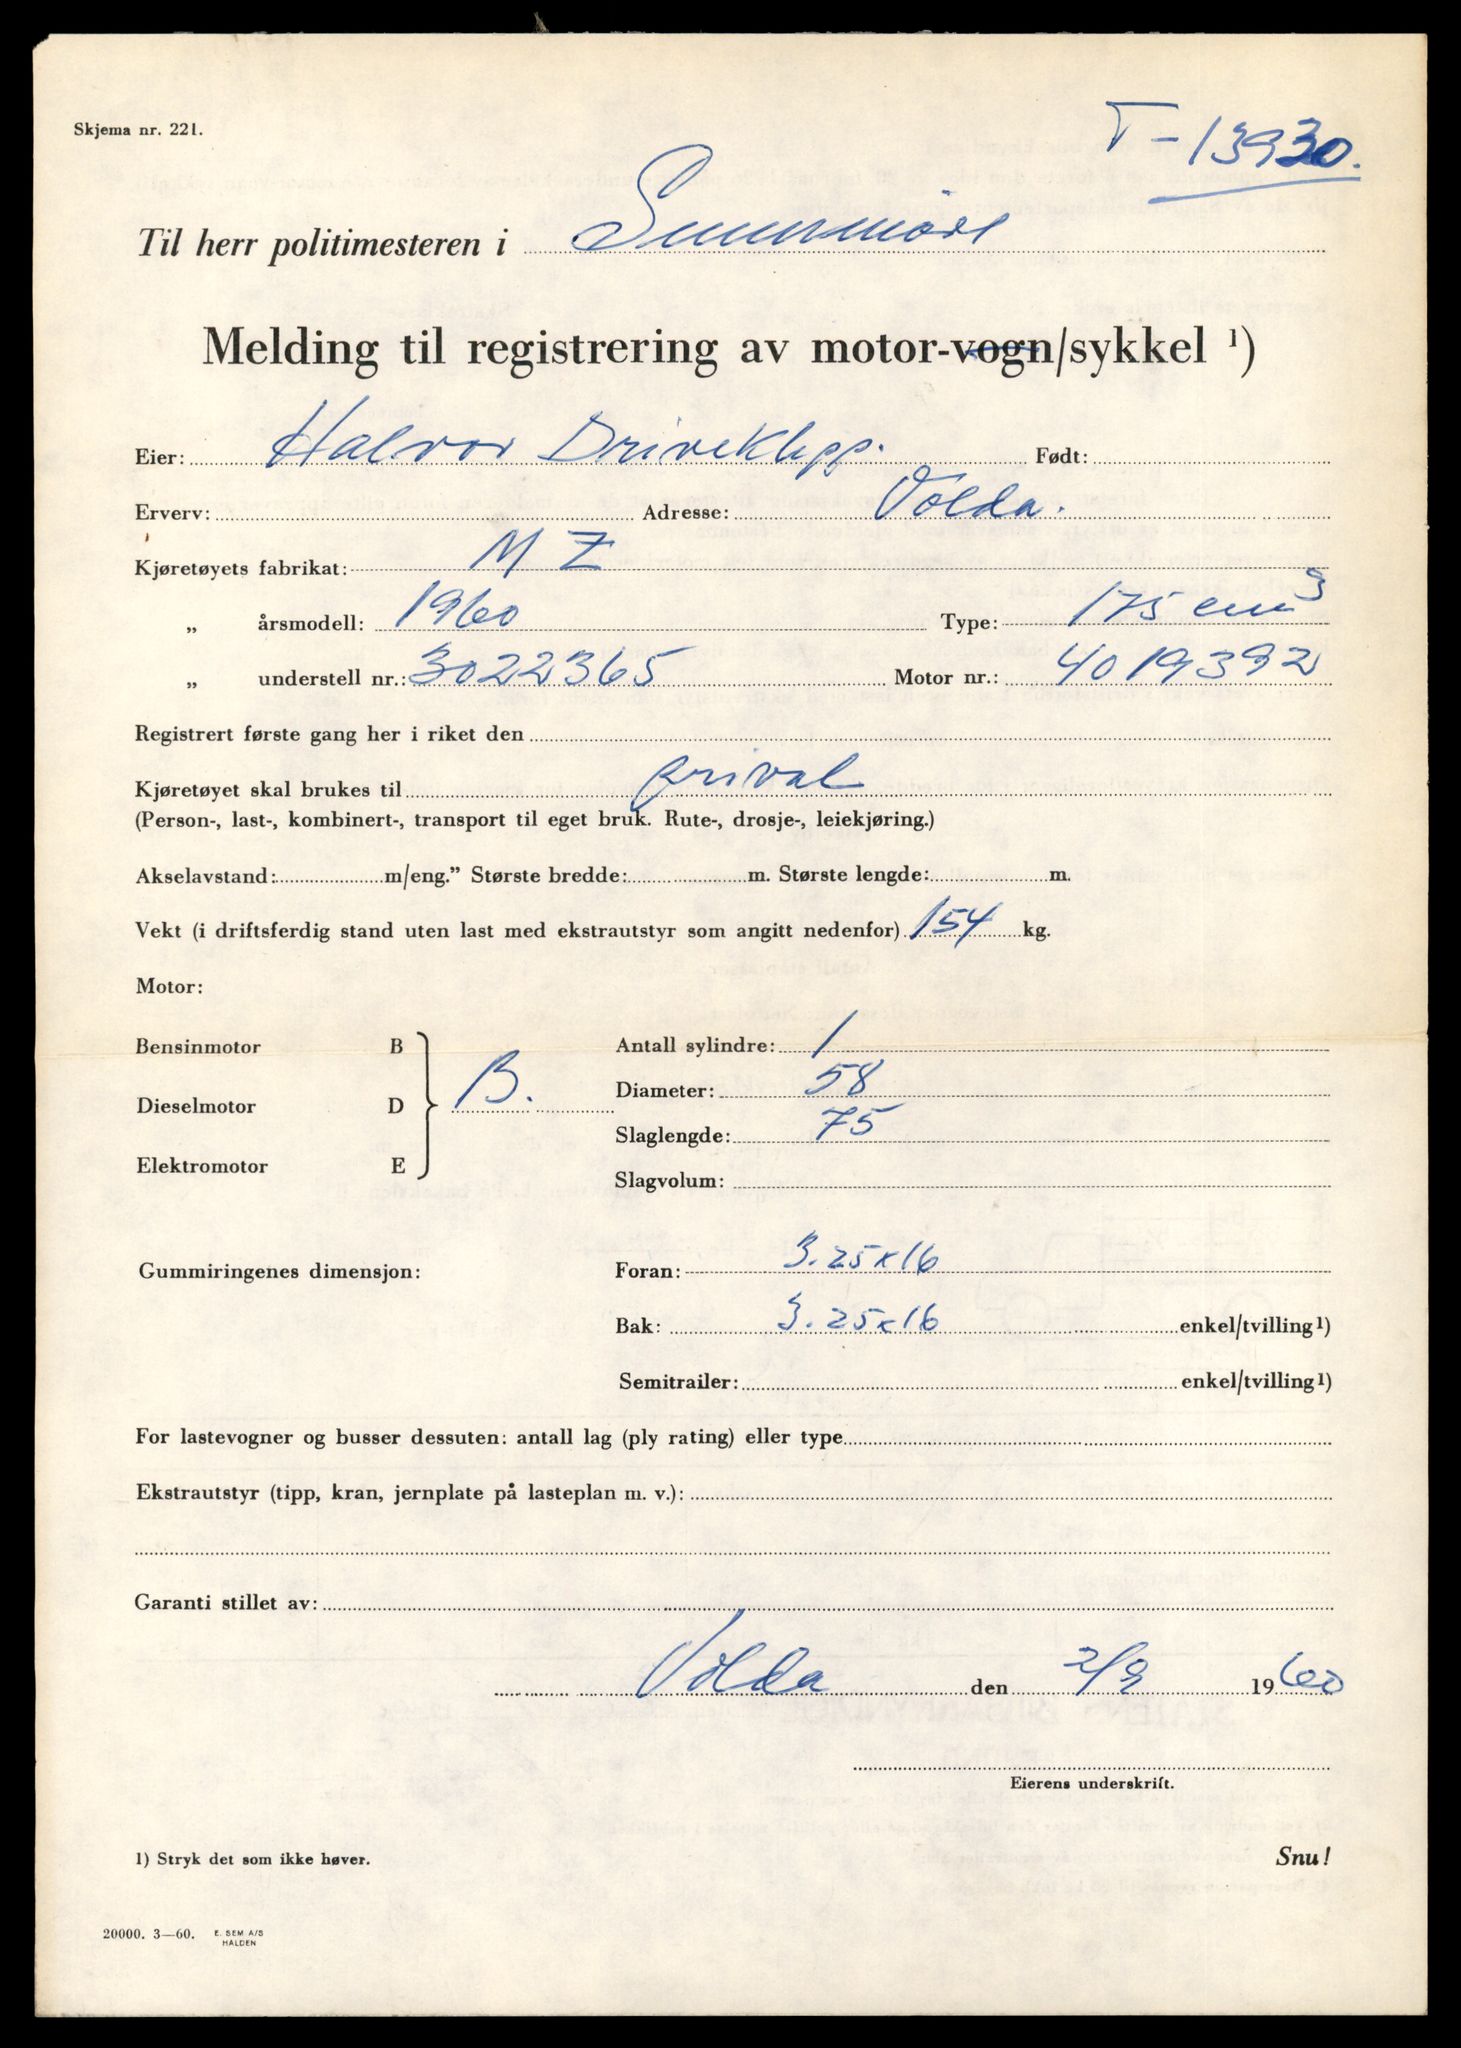 Skjema nr. 221.
T-13930.
Til herr politimesteren i Sunnmöre
Melding til registrering av motor-vogn/sykkel 1)
Eier: Halvor Driveklepp. Født:
Erverv: Adresse: Volda.
Kjøretøyets fabrikat: MZ
„ årsmodell: 1960 Type: 175 cm3
„ understell nr.: 3022365 Motor nr.: 4019392
Registrert første gang her i riket den
Kjøretøyet skal brukes til privat
(Person-, last-, kombinert-, transport til eget bruk. Rute-, drosje-, leiekjøring.)
Akselavstand: m/eng.” Største bredde: m. Største lengde: m.
Vekt (i driftsferdig stand uten last med ekstrautstyr som angitt nedenfor) 154 kg.
Motor:
Bensinmotor B Antall sylindre: 1
B. Diameter: 58
Dieselmotor D
Slaglengde: 75
Elektromotor E
Slagvolum:
Gummiringenes dimensjon: Foran: 3.25x16
Bak: 3.25x16 enkel/tvilling 1)
Semitrailer: enkel/tvilling 1)
For lastevogner og busser dessuten: antall lag (ply rating) eller type
Ekstrautstyr (tipp, kran, jernplate på lasteplan m. v.):
Garanti stillet av:
Volda den 2/9 1960
Eierens underskrift.
1) Stryk det som ikke høver. Snu!
20000. 3—60. E. SEM A/S
HALDEN